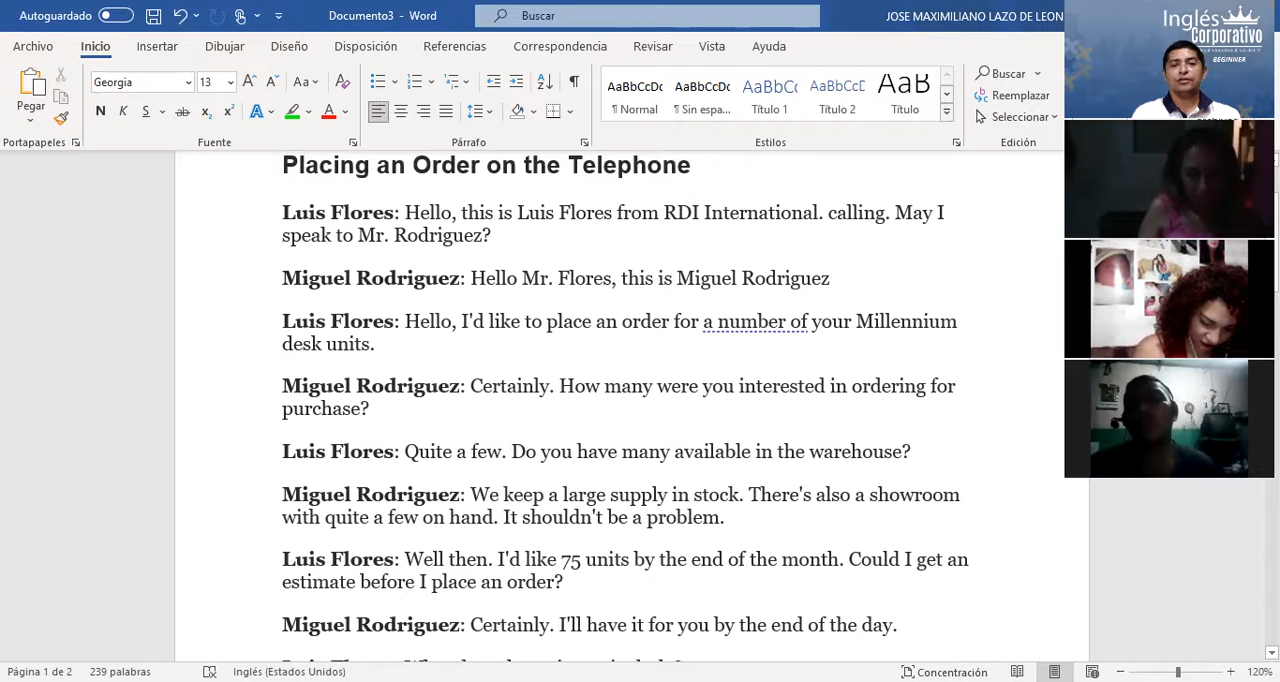 Autoguardado
Documento3 - Word
Buscar
JOSE MAXIMILIANO LAZO DE LEON
Archivo Inicio Insertar Dibujar Diseño Disposición Referencias Correspondencia Revisar Vista Ayuda
Pegar
Georgia 13
Aa
N K S ab x₂ x² A A
AaBbCcDc AaBbCcDc AaBbCc AaBbCcD AaB
¶ Normal ¶ Sin espa... Título 1 Título 2 Título
Buscar
Reemplazar
Seleccionar
Portapapeles Fuente Párrafo Estilos Edición
Placing an Order on the Telephone
Luis Flores: Hello, this is Luis Flores from RDI International. calling. May I
speak to Mr. Rodriguez?
Miguel Rodriguez: Hello Mr. Flores, this is Miguel Rodriguez
Luis Flores: Hello, I'd like to place an order for a number of your Millennium
desk units.
Miguel Rodriguez: Certainly. How many were you interested in ordering for
purchase?
Luis Flores: Quite a few. Do you have many available in the warehouse?
Miguel Rodriguez: We keep a large supply in stock. There's also a showroom
with quite a few on hand. It shouldn't be a problem.
Luis Flores: Well then. I'd like 75 units by the end of the month. Could I get an
estimate before I place an order?
Miguel Rodriguez: Certainly. I'll have it for you by the end of the day.
Página 1 de 2 239 palabras Inglés (Estados Unidos) Concentración 120%
Inglés
Corporativo
BEGINNER